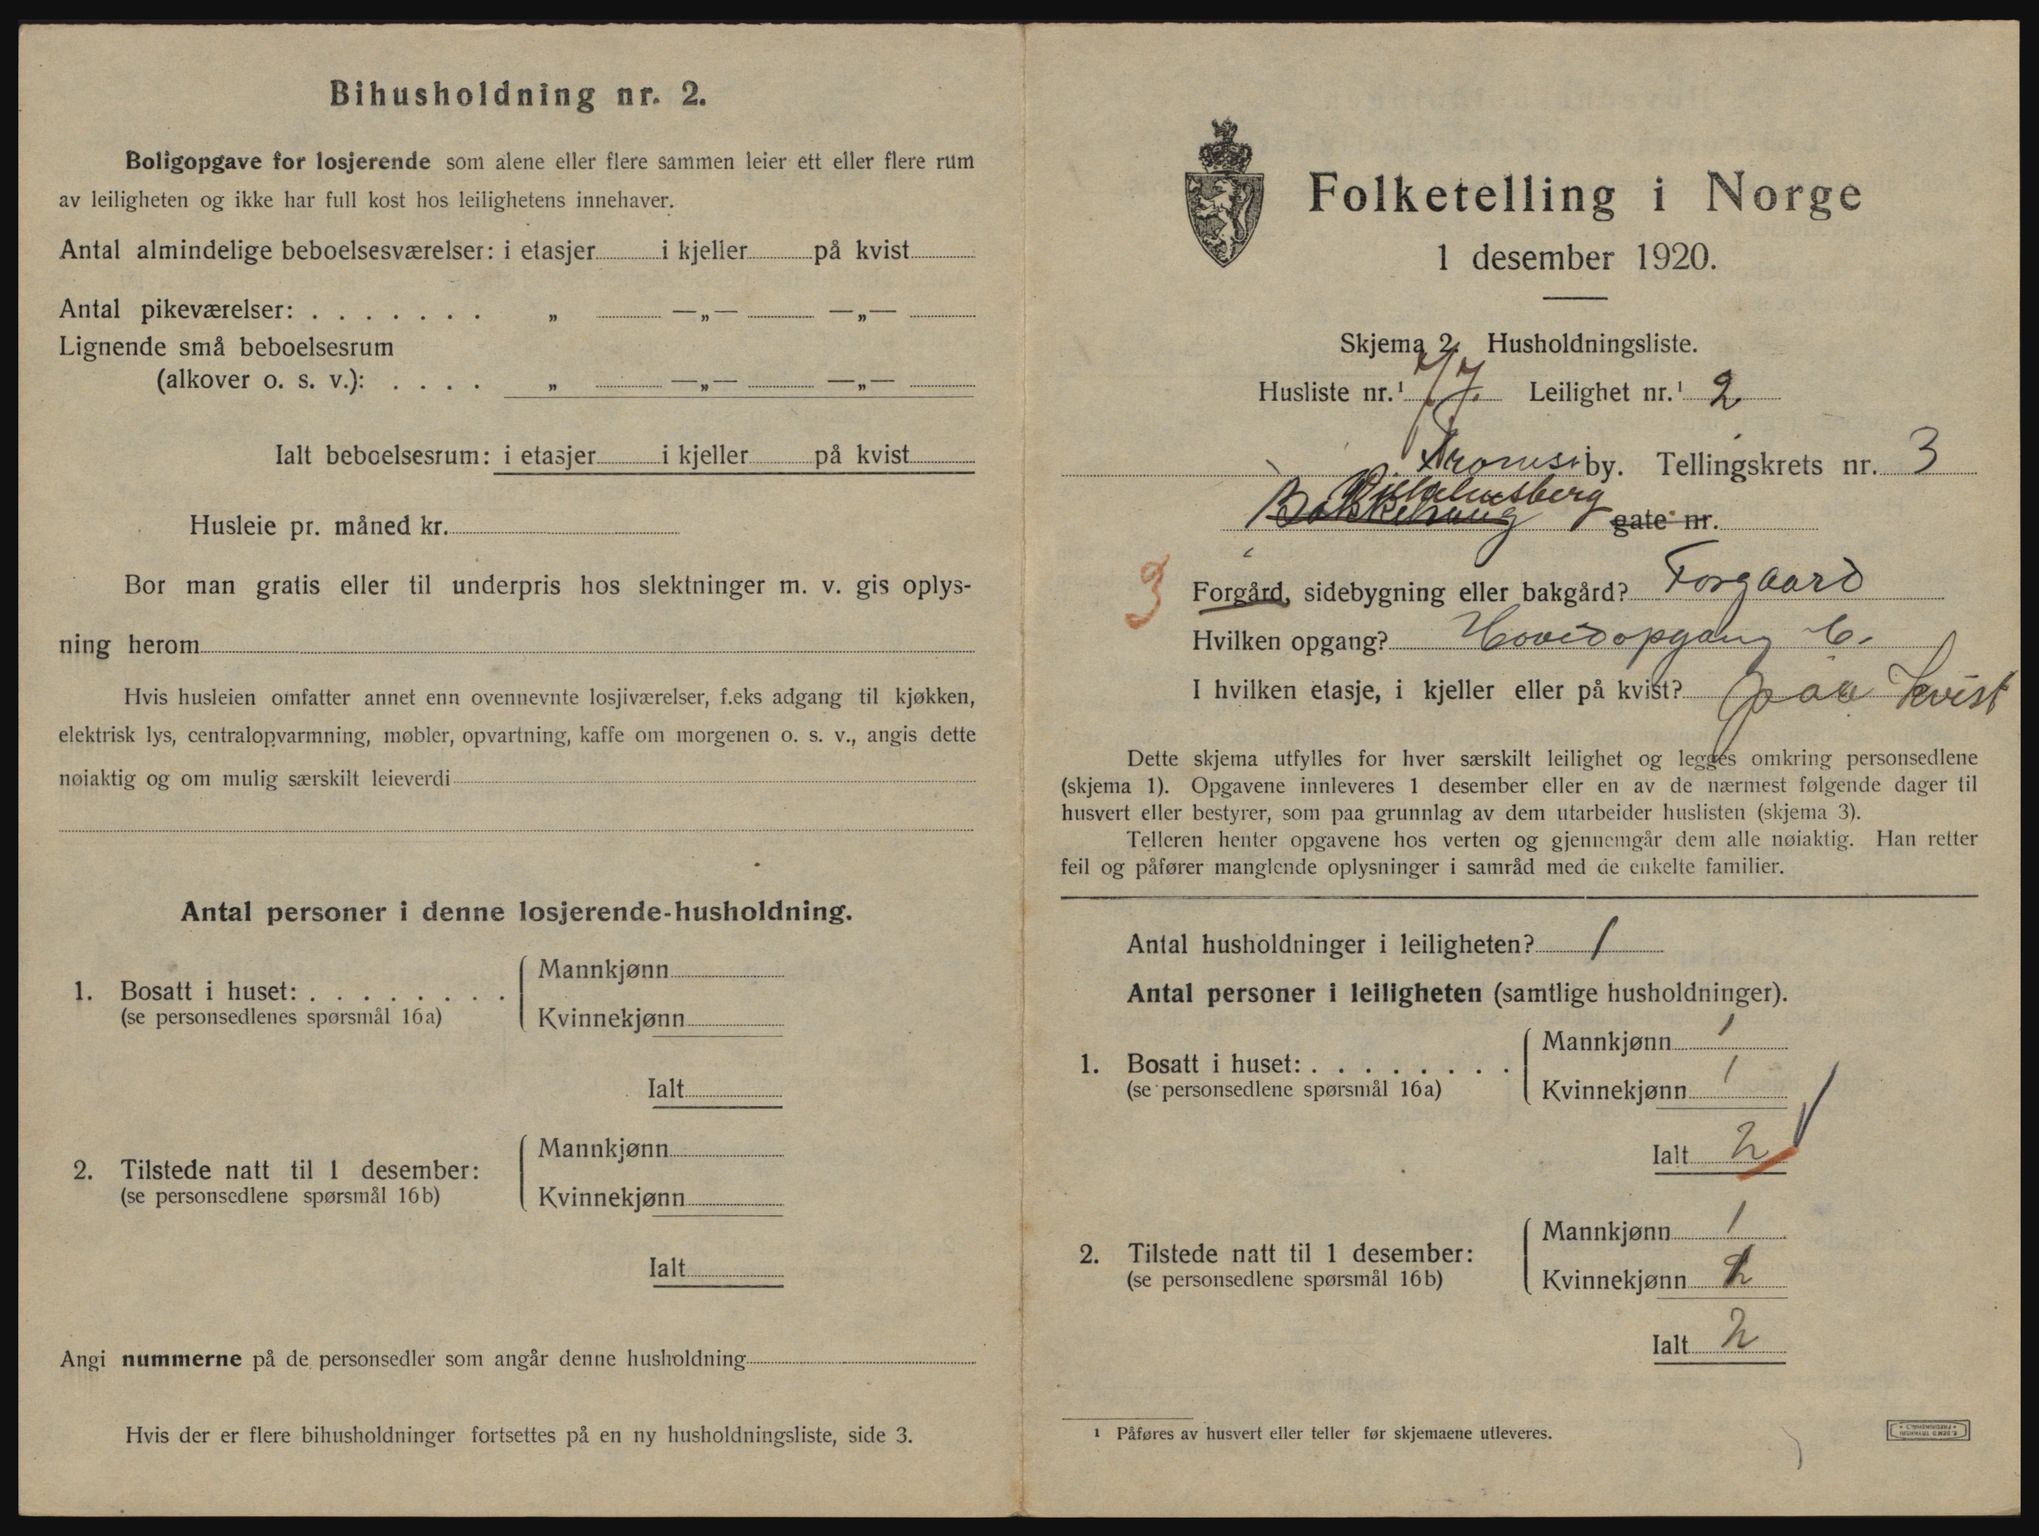 Bihusholdning nr. 2.
Boligopgave for losjerende som alene eller flere sammen leier ett eller flere rum
av leiligheten og ikke har full kost hos leilighetens innehaver.
Antal almindelige beboelsesværelser: i etasjer i kjeller på kvist
Antal pikeværelser: . . . . . . . „ —„— —„—
Lignende små beboelsesrum
(alkover o. s. v.): . . . . „ —„— —„—
Ialt beboelsesrum: i etasjer i kjeller på kvist
Husleie pr. måned kr.
Bor man gratis eller til underpris hos slektninger m. v. gis oplys-
ning herom
Hvis husleien omfatter annet enn ovennevnte losjiværelser, f.eks adgang til kjøkken,
elektrisk lys, centralopvarmning, møbler, opvartning, kaffe om morgenen o. s. v., angis dette
nøiaktig og om mulig særskilt leieverdi
Antal personer i denne losjerende-husholdning.
Mannkjønn
1. Bosatt i huset: . . . . . . . .
(se personsedlenes spørsmål 16a)
Kvinnekjønn
Ialt
Mannkjønn
2. Tilstede natt til 1 desember:
(se personsedlene spørsmål 16b)
Kvinnekjønn
Ialt
Angi nummerne på de personsedler som angår denne husholdning
Hvis der er flere bihusholdninger fortsettes på en ny husholdningsliste, side 3.
Folketelling i Norge
1 desember 1920.
Skjema 2. Husholdningsliste.
Husliste nr.¹ 77 Leilighet nr.¹ 2
Tromsø by. Tellingskrets nr. 3
Vilhelmsberg
gate nr.
3
Forgård, sidebygning eller bakgård? Forgaard
Hvilken opgang? Hovedopgang
I hvilken etasje, i kjeller eller på kvist? paa kvist
Dette skjema utfylles for hver særskilt leilighet og legges omkring personsedlene
(skjema 1). Opgavene innleveres 1 desember eller en av de nærmest følgende dager til
husvert eller bestyrer, som paa grunnlag av dem utarbeider huslisten (skjema 3).
Telleren henter opgavene hos verten og gjennemgår dem alle nøiaktig. Han retter
feil og påfører manglende oplysninger i samråd med de enkelte familier.
Antal husholdninger i leiligheten? 1
Antal personer i leiligheten (samtlige husholdninger).
Mannkjønn 1
1. Bosatt i huset: . . . . . . . .
(se personsedlene spørsmål 16a)
Kvinnekjønn 1
Ialt 2
Mannkjønn 1
2. Tilstede natt til 1 desember:
(se personsedlene spørsmål 16b)
Kvinnekjønn 1
Ialt 2
¹ Påføres av husvert eller teller før skjemaene utleveres.